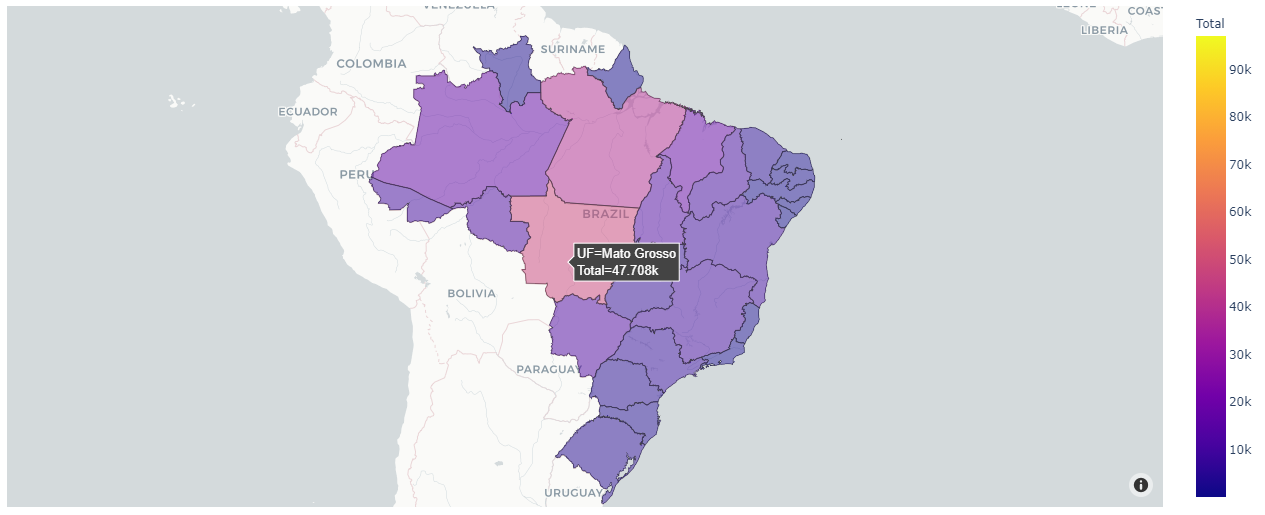 VENEZUELA
SURINAME
COLOMBIA
ECUADOR
PERU
BRAZIL
UF=Mato Grosso
Total=47.708k
BOLIVIA
PARAGUAY
URUGUAY
LIBERIA
Total
90k
80k
70k
60k
50k
40k
30k
20k
10k